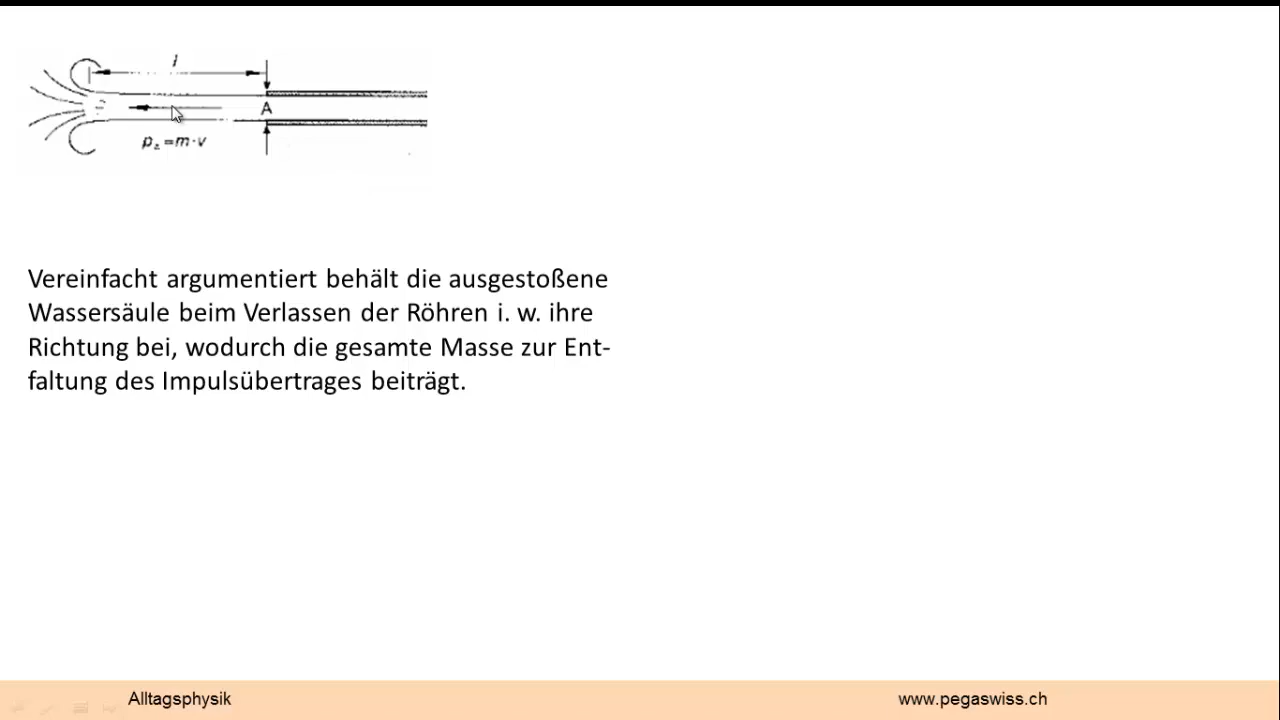 l
A
p₂=m·v
Vereinfacht argumentiert behält die ausgestoßene
Wassersäule beim Verlassen der Röhren i. w. ihre
Richtung bei, wodurch die gesamte Masse zur Ent-
faltung des Impulsübertrages beiträgt.
Alltagsphysik
www.pegaswiss.ch